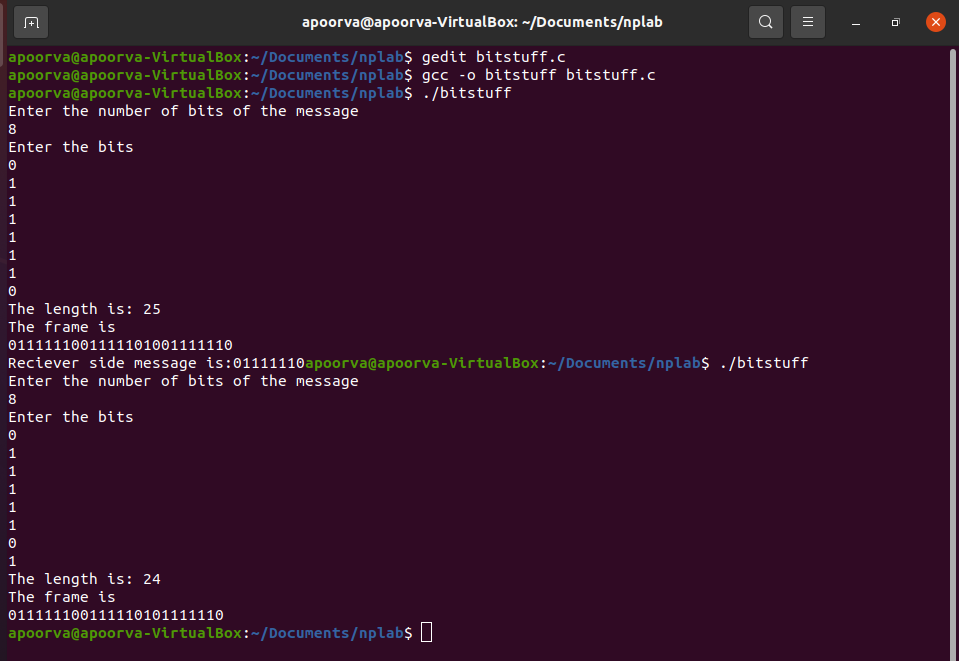 apoorva@apoorva-VirtualBox: ~/Documents/nplab
apoorva@apoorva-VirtualBox:~/Documents/nplab$ gedit bitstuff.c
apoorva@apoorva-VirtualBox:~/Documents/nplab$ gcc -o bitstuff bitstuff.c
apoorva@apoorva-VirtualBox:~/Documents/nplab$ ./bitstuff
Enter the number of bits of the message
8
Enter the bits
0
1
1
1
1
1
1
0
The length is: 25
The frame is
0111111001111101001111110
Reciever side message is:01111110apoorva@apoorva-VirtualBox:~/Documents/nplab$ ./bitstuff
Enter the number of bits of the message
8
Enter the bits
0
1
1
1
1
1
0
1
The length is: 24
The frame is
011111100111110101111110
apoorva@apoorva-VirtualBox:~/Documents/nplab$